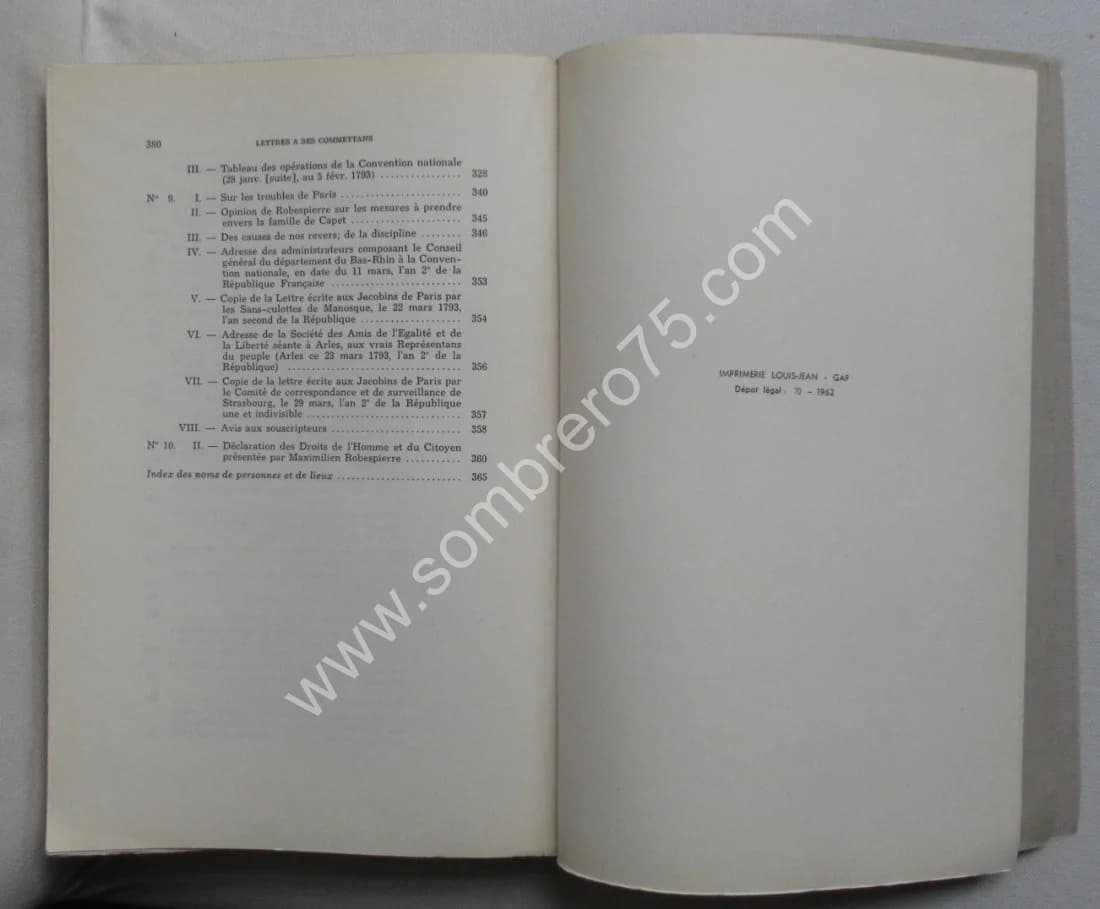 380 LETTRES A SES COMMETTANS
III. — Tableau des opérations de la Convention nationale
(28 janv. [suite], au 5 févr. 1793) ................ 328
N° 9. I. — Sur les troubles de Paris ........................ 340
II. — Opinion de Robespierre sur les mesures à prendre
envers la famille de Capet ...................... 345
III. — Des causes de nos revers; de la discipline ........ 346
IV. — Adresse des administrateurs composant le Conseil
général du département du Bas-Rhin à la Conven-
tion nationale, en date du 11 mars, l'an 2e de la
République Française .......................... 353
V. — Copie de la Lettre écrite aux Jacobins de Paris par
les Sans-culottes de Manosque, le 22 mars 1793,
l'an second de la République .................... 354
VI. — Adresse de la Société des Amis de l'Egalité et de
la Liberté séante à Arles, aux vrais Représentans
du peuple (Arles ce 23 mars 1793, l'an 2e de la
République) .................................. 356
VII. — Copie de la lettre écrite aux Jacobins de Paris par
le Comité de correspondance et de surveillance de
Strasbourg, le 29 mars, l'an 2e de la République
une et indivisible .............................. 357
VIII. — Avis aux souscripteurs .......................... 358
N° 10. II. — Déclaration des Droits de l'Homme et du Citoyen
présentée par Maximilien Robespierre ........... 360
Index des noms de personnes et de lieux ........................ 365
IMPRIMERIE LOUIS-JEAN - GAP
Dépot légal : – 1962
www.sombrero75.com